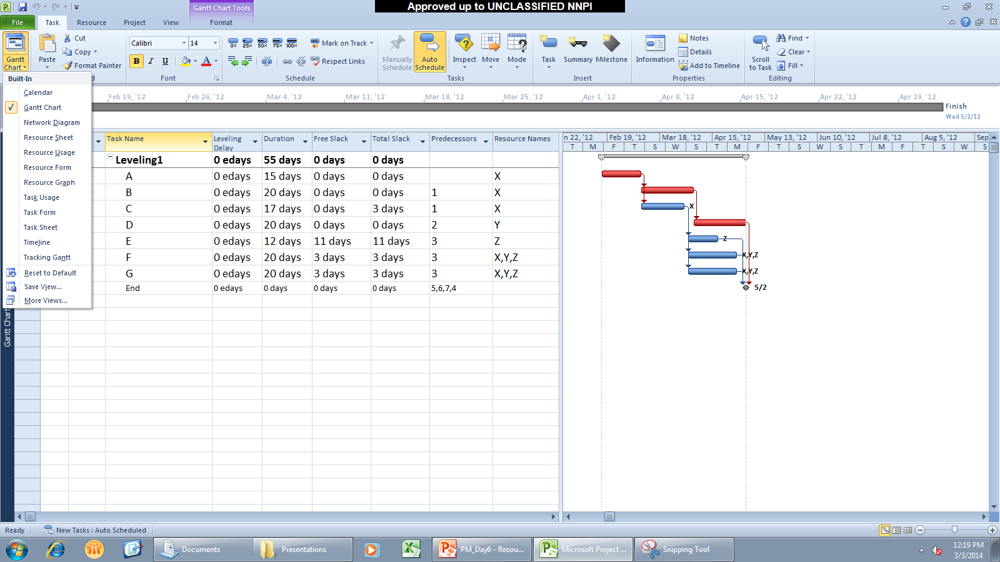 Approved up to UNCLASSIFIED NNPI
Gantt Chart Tools
File Task Resource Project View Format
Gantt Chart
Paste
Cut
Copy
Format Painter
Calibri 14
B I U A
Font
0% 25% 50% 75% 100%
Mark on Track
Respect Links
Schedule
Manually Schedule
Auto Schedule
Inspect
Move
Mode
Tasks
Task
Summary
Milestone
Insert
Information
Notes
Details
Add to Timeline
Properties
Scroll to Task
Find
Clear
Fill
Editing
Built-In
Calendar
Gantt Chart
Network Diagram
Resource Sheet
Resource Usage
Resource Form
Resource Graph
Task Usage
Task Form
Task Sheet
Timeline
Tracking Gantt
Reset to Default
Save View...
More Views...
Feb 19, '12 Feb 26, '12 Mar 4, '12 Mar 11, '12 Mar 18, '12 Mar 25, '12 Apr 1, '12 Apr 8, '12 Apr 15, '12 Apr 22, '12 Apr 29, '12
Finish
Wed 5/2/12
Task Name Leveling Delay Duration Free Slack Total Slack Predecessors Resource Names
Leveling1 0 edays 55 days 0 days 0 days
A 0 edays 15 days 0 days 0 days X
B 0 edays 20 days 0 days 0 days 1 X
C 0 edays 17 days 0 days 3 days 1 X
D 0 edays 20 days 0 days 0 days 2 Y
E 0 edays 12 days 11 days 11 days 3 Z
F 0 edays 20 days 3 days 3 days 3 X,Y,Z
G 0 edays 20 days 3 days 3 days 3 X,Y,Z
End 0 edays 0 days 0 days 0 days 5,6,7,4
n 22, '12 Feb 19, '12 Mar 18, '12 Apr 15, '12 May 13, '12 Jun 10, '12 Jul 8, '12 Aug 5, '12 Sep
T M F T S W T M F T S W T M F T S W T M S
X
Z
X,Y,Z
X,Y,Z
5/2
Gantt Chart
Ready New Tasks : Auto Scheduled
Documents
Presentations
PM_Day6 - Resou...
Microsoft Project ...
Snipping Tool
12:19 PM
3/3/2014